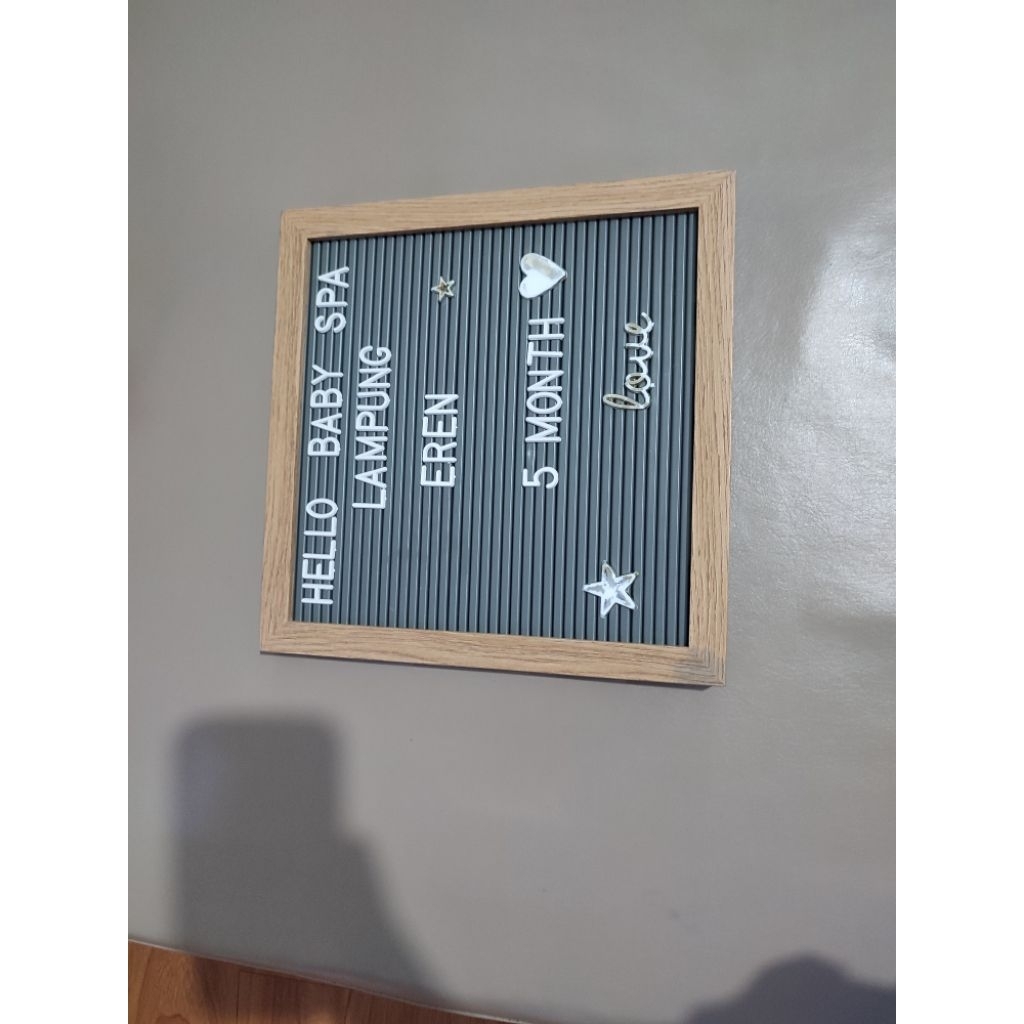 HELLO BABY SPA
LAMPUNG
EREN
5 MONTH
love